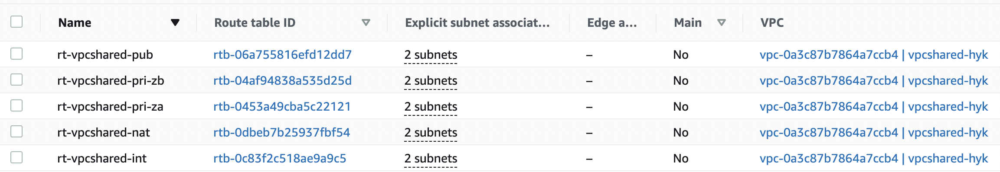 Name Route table ID Explicit subnet associat... Edge a... Main VPC
rt-vpcshared-pub rtb-06a755816efd12dd7 2 subnets – No vpc-0a3c87b7864a7ccb4 | vpcshared-hyk
rt-vpcshared-pri-zb rtb-04af94838a535d25d 2 subnets – No vpc-0a3c87b7864a7ccb4 | vpcshared-hyk
rt-vpcshared-pri-za rtb-0453a49cba5c22121 2 subnets – No vpc-0a3c87b7864a7ccb4 | vpcshared-hyk
rt-vpcshared-nat rtb-0dbeb7b25937fbf54 2 subnets – No vpc-0a3c87b7864a7ccb4 | vpcshared-hyk
rt-vpcshared-int rtb-0c83f2c518ae9a9c5 2 subnets – No vpc-0a3c87b7864a7ccb4 | vpcshared-hyk